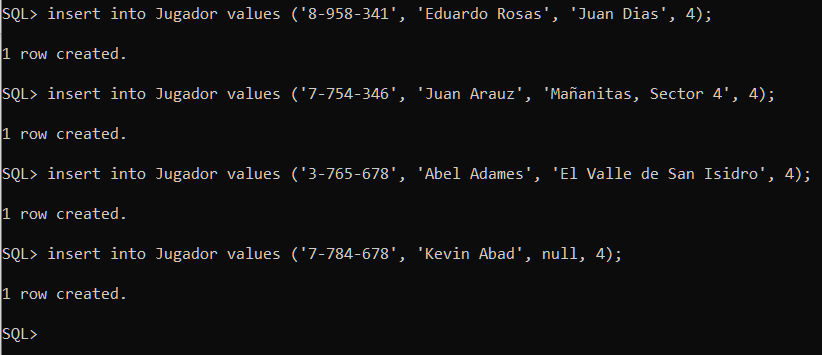 SQL> insert into Jugador values ('8-958-341', 'Eduardo Rosas', 'Juan Dias', 4);
1 row created.
SQL> insert into Jugador values ('7-754-346', 'Juan Arauz', 'Mañanitas, Sector 4', 4);
1 row created.
SQL> insert into Jugador values ('3-765-678', 'Abel Adames', 'El Valle de San Isidro', 4);
1 row created.
SQL> insert into Jugador values ('7-784-678', 'Kevin Abad', null, 4);
1 row created.
SQL>